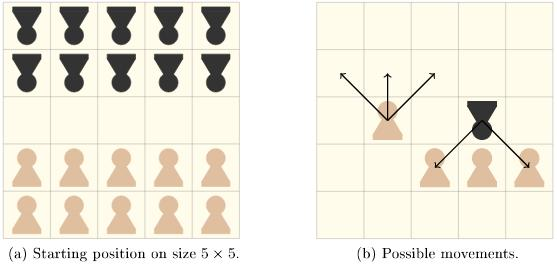 (a) Starting position on size 5 × 5.
(b) Possible movements.